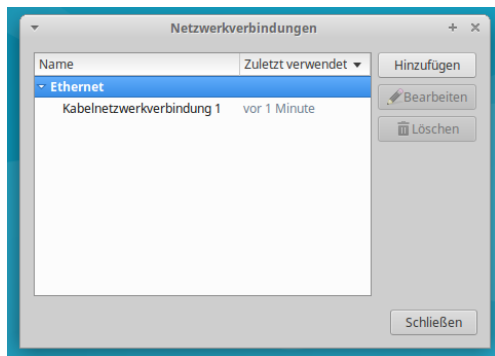 Netzwerkverbindungen
Name Zuletzt verwendet
Hinzufügen
Ethernet
Bearbeiten
Kabelnetzwerkverbindung 1 vor 1 Minute
Löschen
Schließen